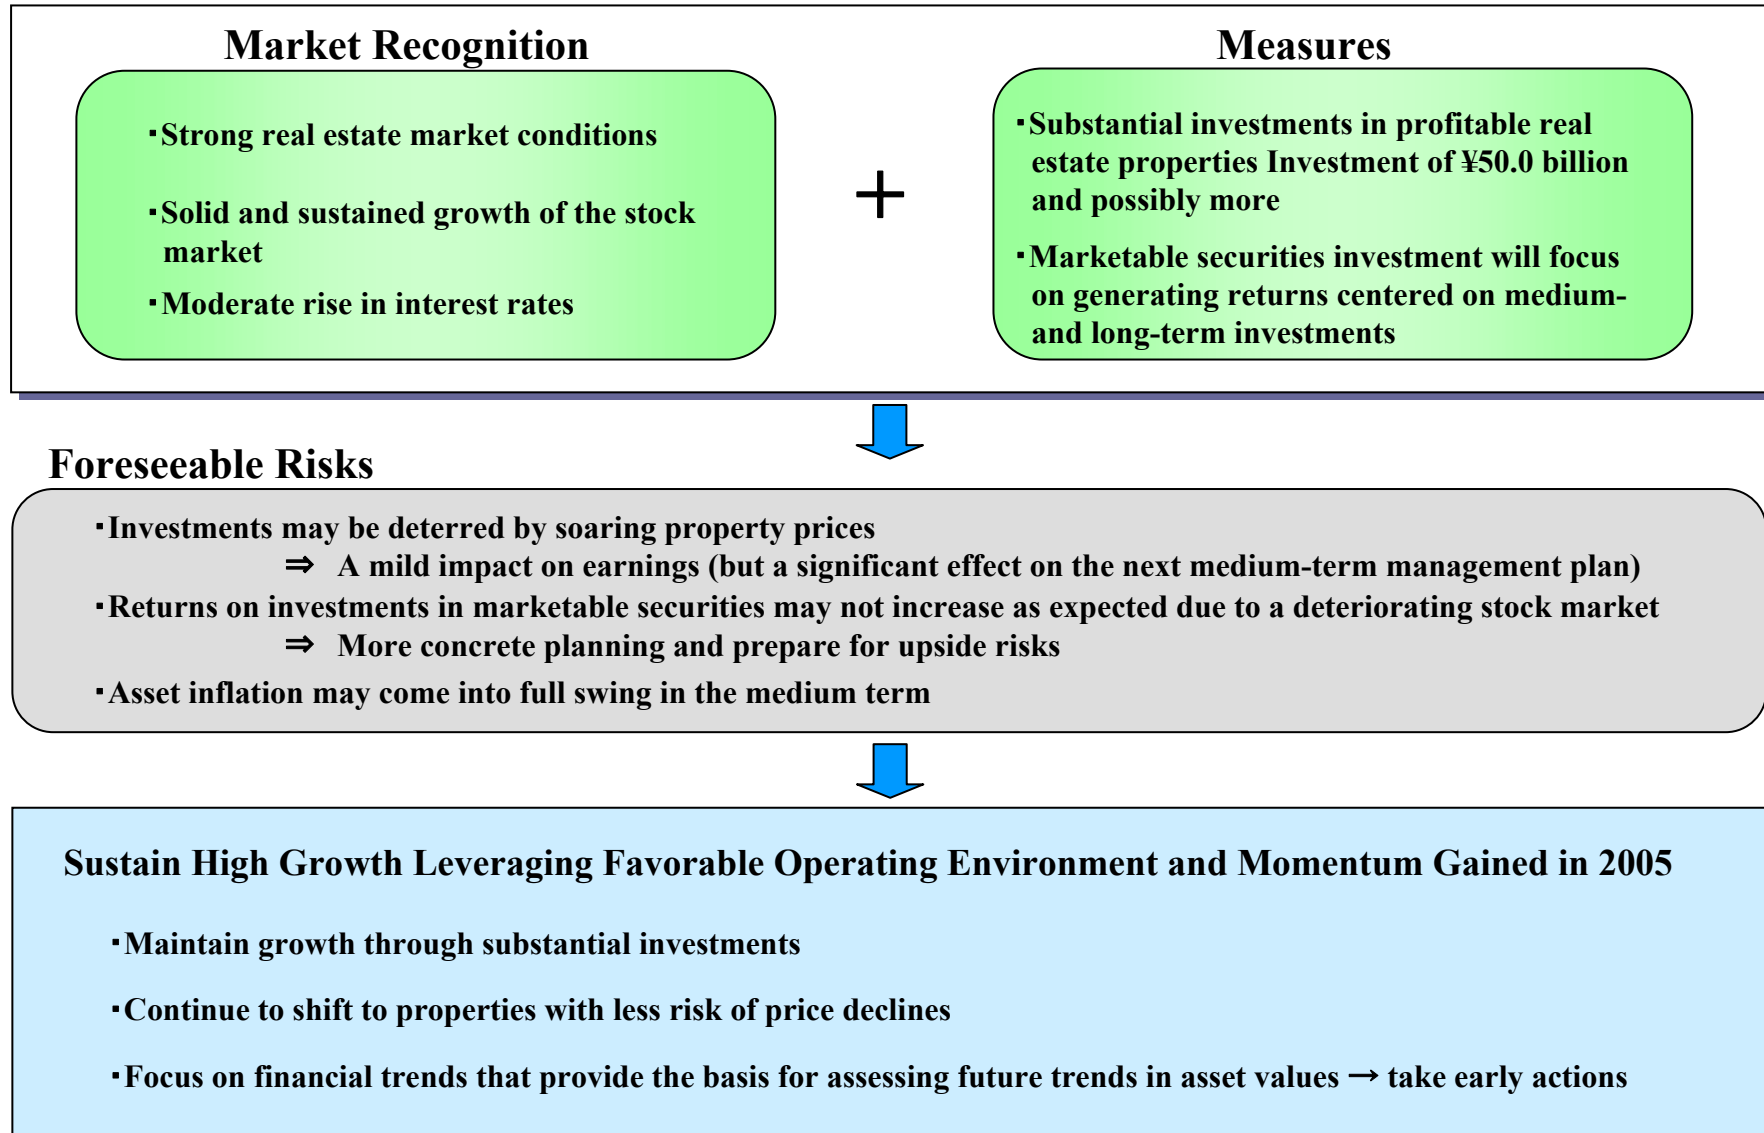 Market Recognition
・Strong real estate market conditions
・Solid and sustained growth of the stock
market
・Moderate rise in interest rates
+
Measures
・Substantial investments in profitable real
estate properties Investment of ¥50.0 billion
and possibly more
・Marketable securities investment will focus
on generating returns centered on medium-
and long-term investments
Foreseeable Risks
・Investments may be deterred by soaring property prices
⇒ A mild impact on earnings (but a significant effect on the next medium-term management plan)
・Returns on investments in marketable securities may not increase as expected due to a deteriorating stock market
⇒ More concrete planning and prepare for upside risks
・Asset inflation may come into full swing in the medium term
Sustain High Growth Leveraging Favorable Operating Environment and Momentum Gained in 2005
・Maintain growth through substantial investments
・Continue to shift to properties with less risk of price declines
・Focus on financial trends that provide the basis for assessing future trends in asset values → take early actions